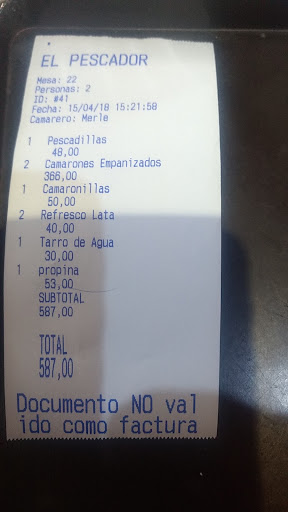 EL PESCADOR
Mesa: 22
Personas: 2
ID: #41
Fecha: 15/04/18 15:21:58
Camarero: Merle
1 Pescadillas
48,00
2 Camarones Empanizados
366,00
1 Camaronillas
50,00
2 Refresco Lata
40,00
1 Tarro de Agua
30,00
1 propina
53,00
SUBTOTAL
587,00
TOTAL
587,00
Documento NO val
ido como factura